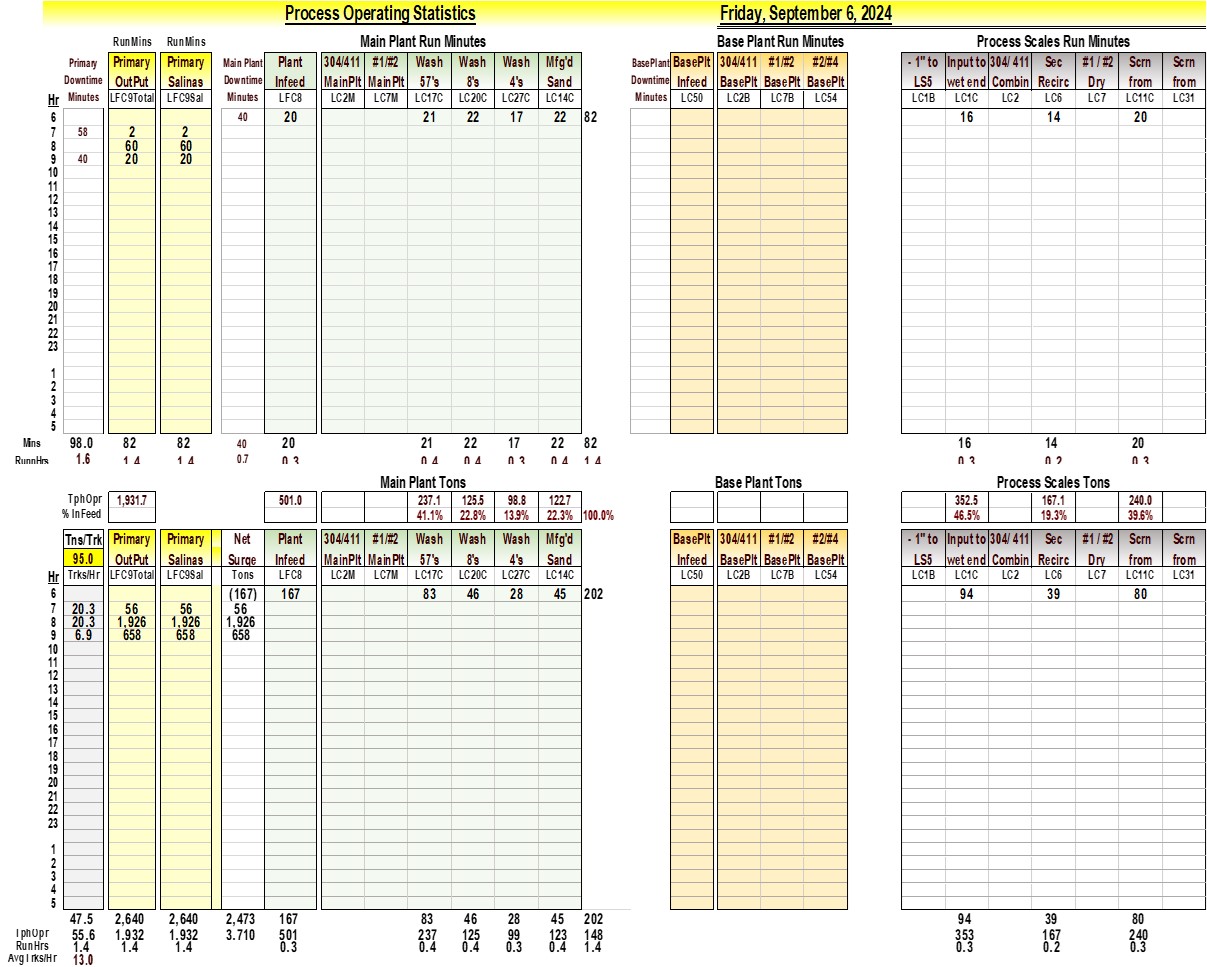 Process Operating Statistics Friday, September 6, 2024
RunMins RunMins Main Plant Run Minutes Base Plant Run Minutes Process Scales Run Minutes
Primary Primary Primary Main Plant Plant 304/411 #1/#2 Wash Wash Wash Mfg'd BasePlant BasePlt 304/411 #1/#2 #2/#4 - 1" to Input to 304/ 411 Sec #1 / #2 Scrn Scrn
Downtime OutPut Salinas Downtime Infeed MainPlt MainPlt 57's 8's 4's Sand Downtime Infeed BasePlt BasePlt BasePlt LS5 wet end Combin Recirc Dry from from
Hr Minutes LFC9Total LFC9Sal Minutes LFC8 LC2M LC7M LC17C LC20C LC27C LC14C Minutes LC50 LC2B LC7B LC54 LC1B LC1C LC2 LC6 LC7 LC11C LC31
6 40 20 21 22 17 22 82 16 14 20
7 58 2 2
8 60 60
9 40 20 20
10
11
12
13
14
15
16
17
18
19
20
21
22
23
1
2
3
4
5
Mins 98.0 82 82 40 20 21 22 17 22 82 16 14 20
RunnHrs 1.6 1.4 1.4 0.7 0.3 0.4 0.4 0.3 0.4 1.4 0.3 0.2 0.3
Main Plant Tons Base Plant Tons Process Scales Tons
TphOpr 1,931.7 501.0 237.1 125.5 98.8 122.7 352.5 167.1 240.0
% InFeed 41.1% 22.8% 13.9% 22.3% 100.0% 46.5% 19.3% 39.6%
Tns/Trk Primary Primary Net Plant 304/411 #1/#2 Wash Wash Wash Mfg'd BasePlt 304/411 #1/#2 #2/#4 - 1" to Input to 304/ 411 Sec #1 / #2 Scrn Scrn
95.0 OutPut Salinas Surge Infeed MainPlt MainPlt 57's 8's 4's Sand Infeed BasePlt BasePlt BasePlt LS5 wet end Combin Recirc Dry from from
Hr Trks/Hr LFC9Total LFC9Sal Tons LFC8 LC2M LC7M LC17C LC20C LC27C LC14C LC50 LC2B LC7B LC54 LC1B LC1C LC2 LC6 LC7 LC11C LC31
6 (167) 167 83 46 28 45 202 94 39 80
7 20.3 56 56 56
8 20.3 1,926 1,926 1,926
9 6.9 658 658 658
10
11
12
13
14
15
16
17
18
19
20
21
22
23
1
2
3
4
5
47.5 2,640 2,640 2,473 167 83 46 28 45 202 94 39 80
TphOpr 55.6 1,932 1,932 3,710 501 237 125 99 123 148 353 167 240
RunHrs 1.4 1.4 1.4 0.3 0.4 0.4 0.3 0.4 1.4 0.3 0.2 0.3
AvgTrks/Hr 13.0